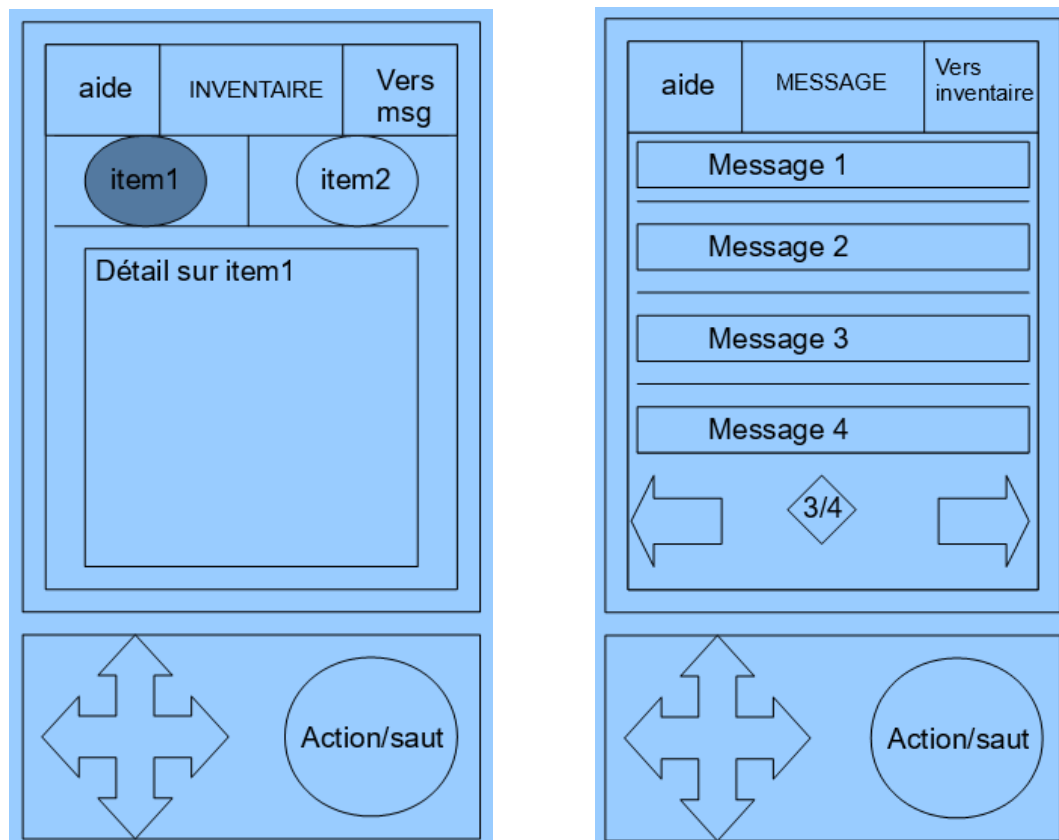 aide
INVENTAIRE
Vers
msg
item1
item2
Détail sur item1
Action/saut
aide
MESSAGE
Vers
inventaire
Message 1
Message 2
Message 3
Message 4
3/4
Action/saut